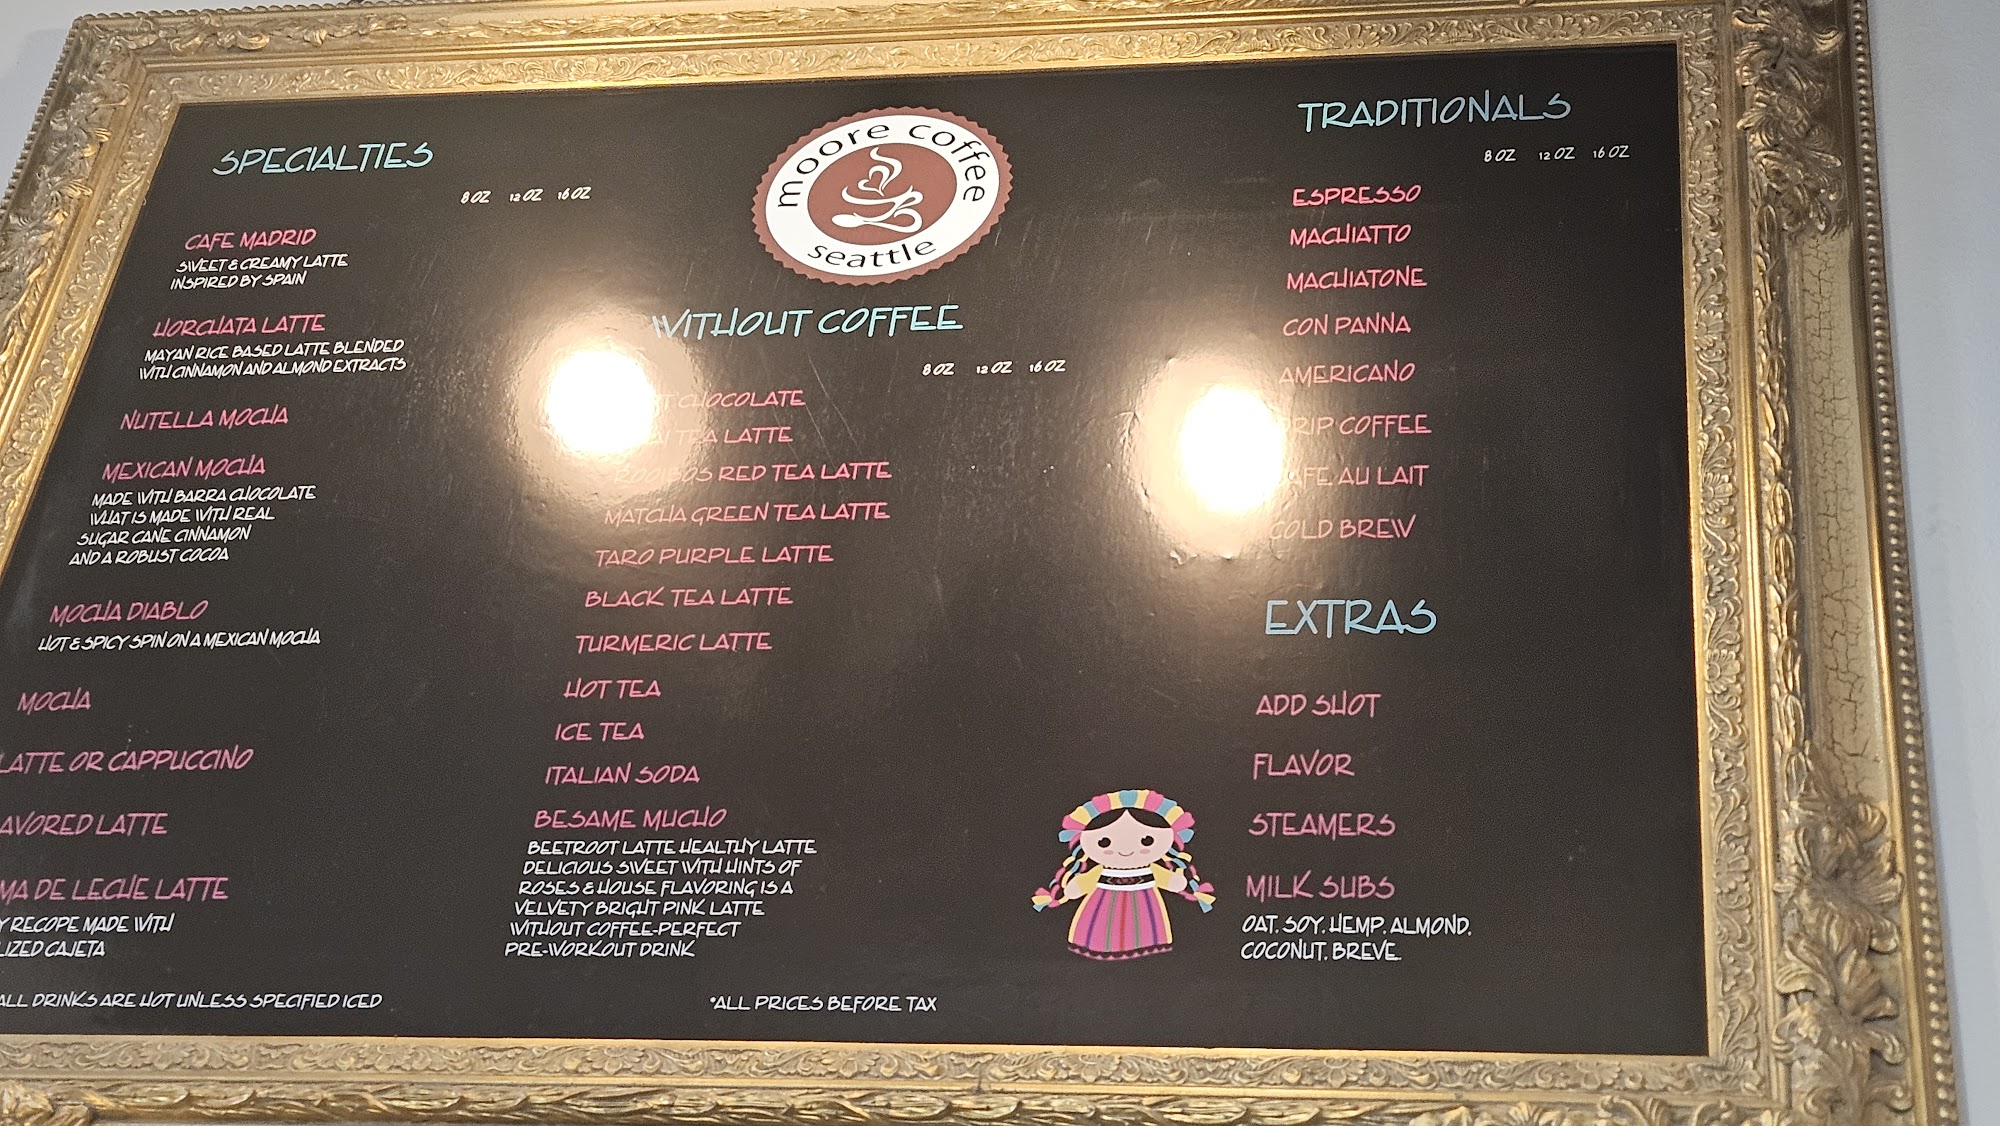 SPECIALTIES
8 OZ 12 OZ 16 OZ
CAFE MADRID
SWEET & CREAMY LATTE
INSPIRED BY SPAIN
HORCHATA LATTE
MAYAN RICE BASED LATTE BLENDED
WITH CINNAMON AND ALMOND EXTRACTS
NUTELLA MOCHA
MEXICAN MOCHA
MADE WITH BARRA CHOCOLATE
WHAT IS MADE WITH REAL
SUGAR CANE CINNAMON
AND A ROBUST COCOA
MOCHA DIABLO
HOT & SPICY SPIN ON A MEXICAN MOCHA
MOCHA
LATTE OR CAPPUCCINO
LATTE
DE LECHE LATTE
RECOPE MADE WITH
CAJETA
ALL DRINKS ARE HOT UNLESS SPECIFIED ICED
moore coffee
seattle
WITHOUT COFFEE
8 OZ 12 OZ 16 OZ
CHOCOLATE
TEA LATTE
ROOIBOS RED TEA LATTE
MATCHA GREEN TEA LATTE
TARO PURPLE LATTE
BLACK TEA LATTE
TURMERIC LATTE
HOT TEA
ICE TEA
ITALIAN SODA
BESAME MUCHO
BEETROOT LATTE HEALTHY LATTE
DELICIOUS SWEET WITH HINTS OF
ROSES & HOUSE FLAVORING IS A
VELVETY BRIGHT PINK LATTE
WITHOUT COFFEE-PERFECT
PRE-WORKOUT DRINK
*ALL PRICES BEFORE TAX
TRADITIONALS
8 OZ 12 OZ 16 OZ
ESPRESSO
MACHIATTO
MACHIATONE
CON PANNA
AMERICANO
DRIP COFFEE
CAFE AU LAIT
COLD BREW
EXTRAS
ADD SHOT
FLAVOR
STEAMERS
MILK SUBS
OAT, SOY, HEMP, ALMOND,
COCONUT, BREVE